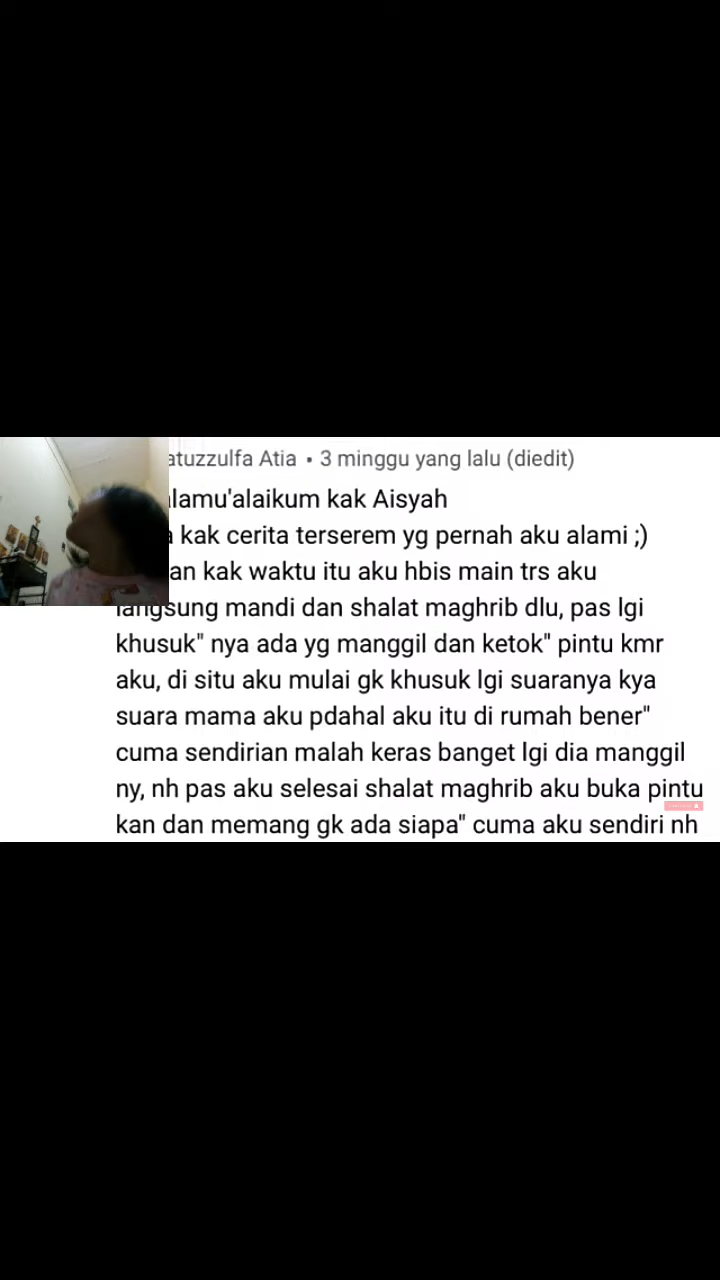 atuzzulfa Atia • 3 minggu yang lalu (diedit)
lamu'alaikum kak Aisyah
kak cerita terserem yg pernah aku alami ;)
an kak waktu itu aku hbis main trs aku
langsung mandi dan shalat maghrib dlu, pas lgi
khusuk" nya ada yg manggil dan ketok" pintu kmr
aku, di situ aku mulai gk khusuk lgi suaranya kya
suara mama aku pdahal aku itu di rumah bener"
cuma sendirian malah keras banget lgi dia manggil
ny, nh pas aku selesai shalat maghrib aku buka pintu
kan dan memang gk ada siapa" cuma aku sendiri nh